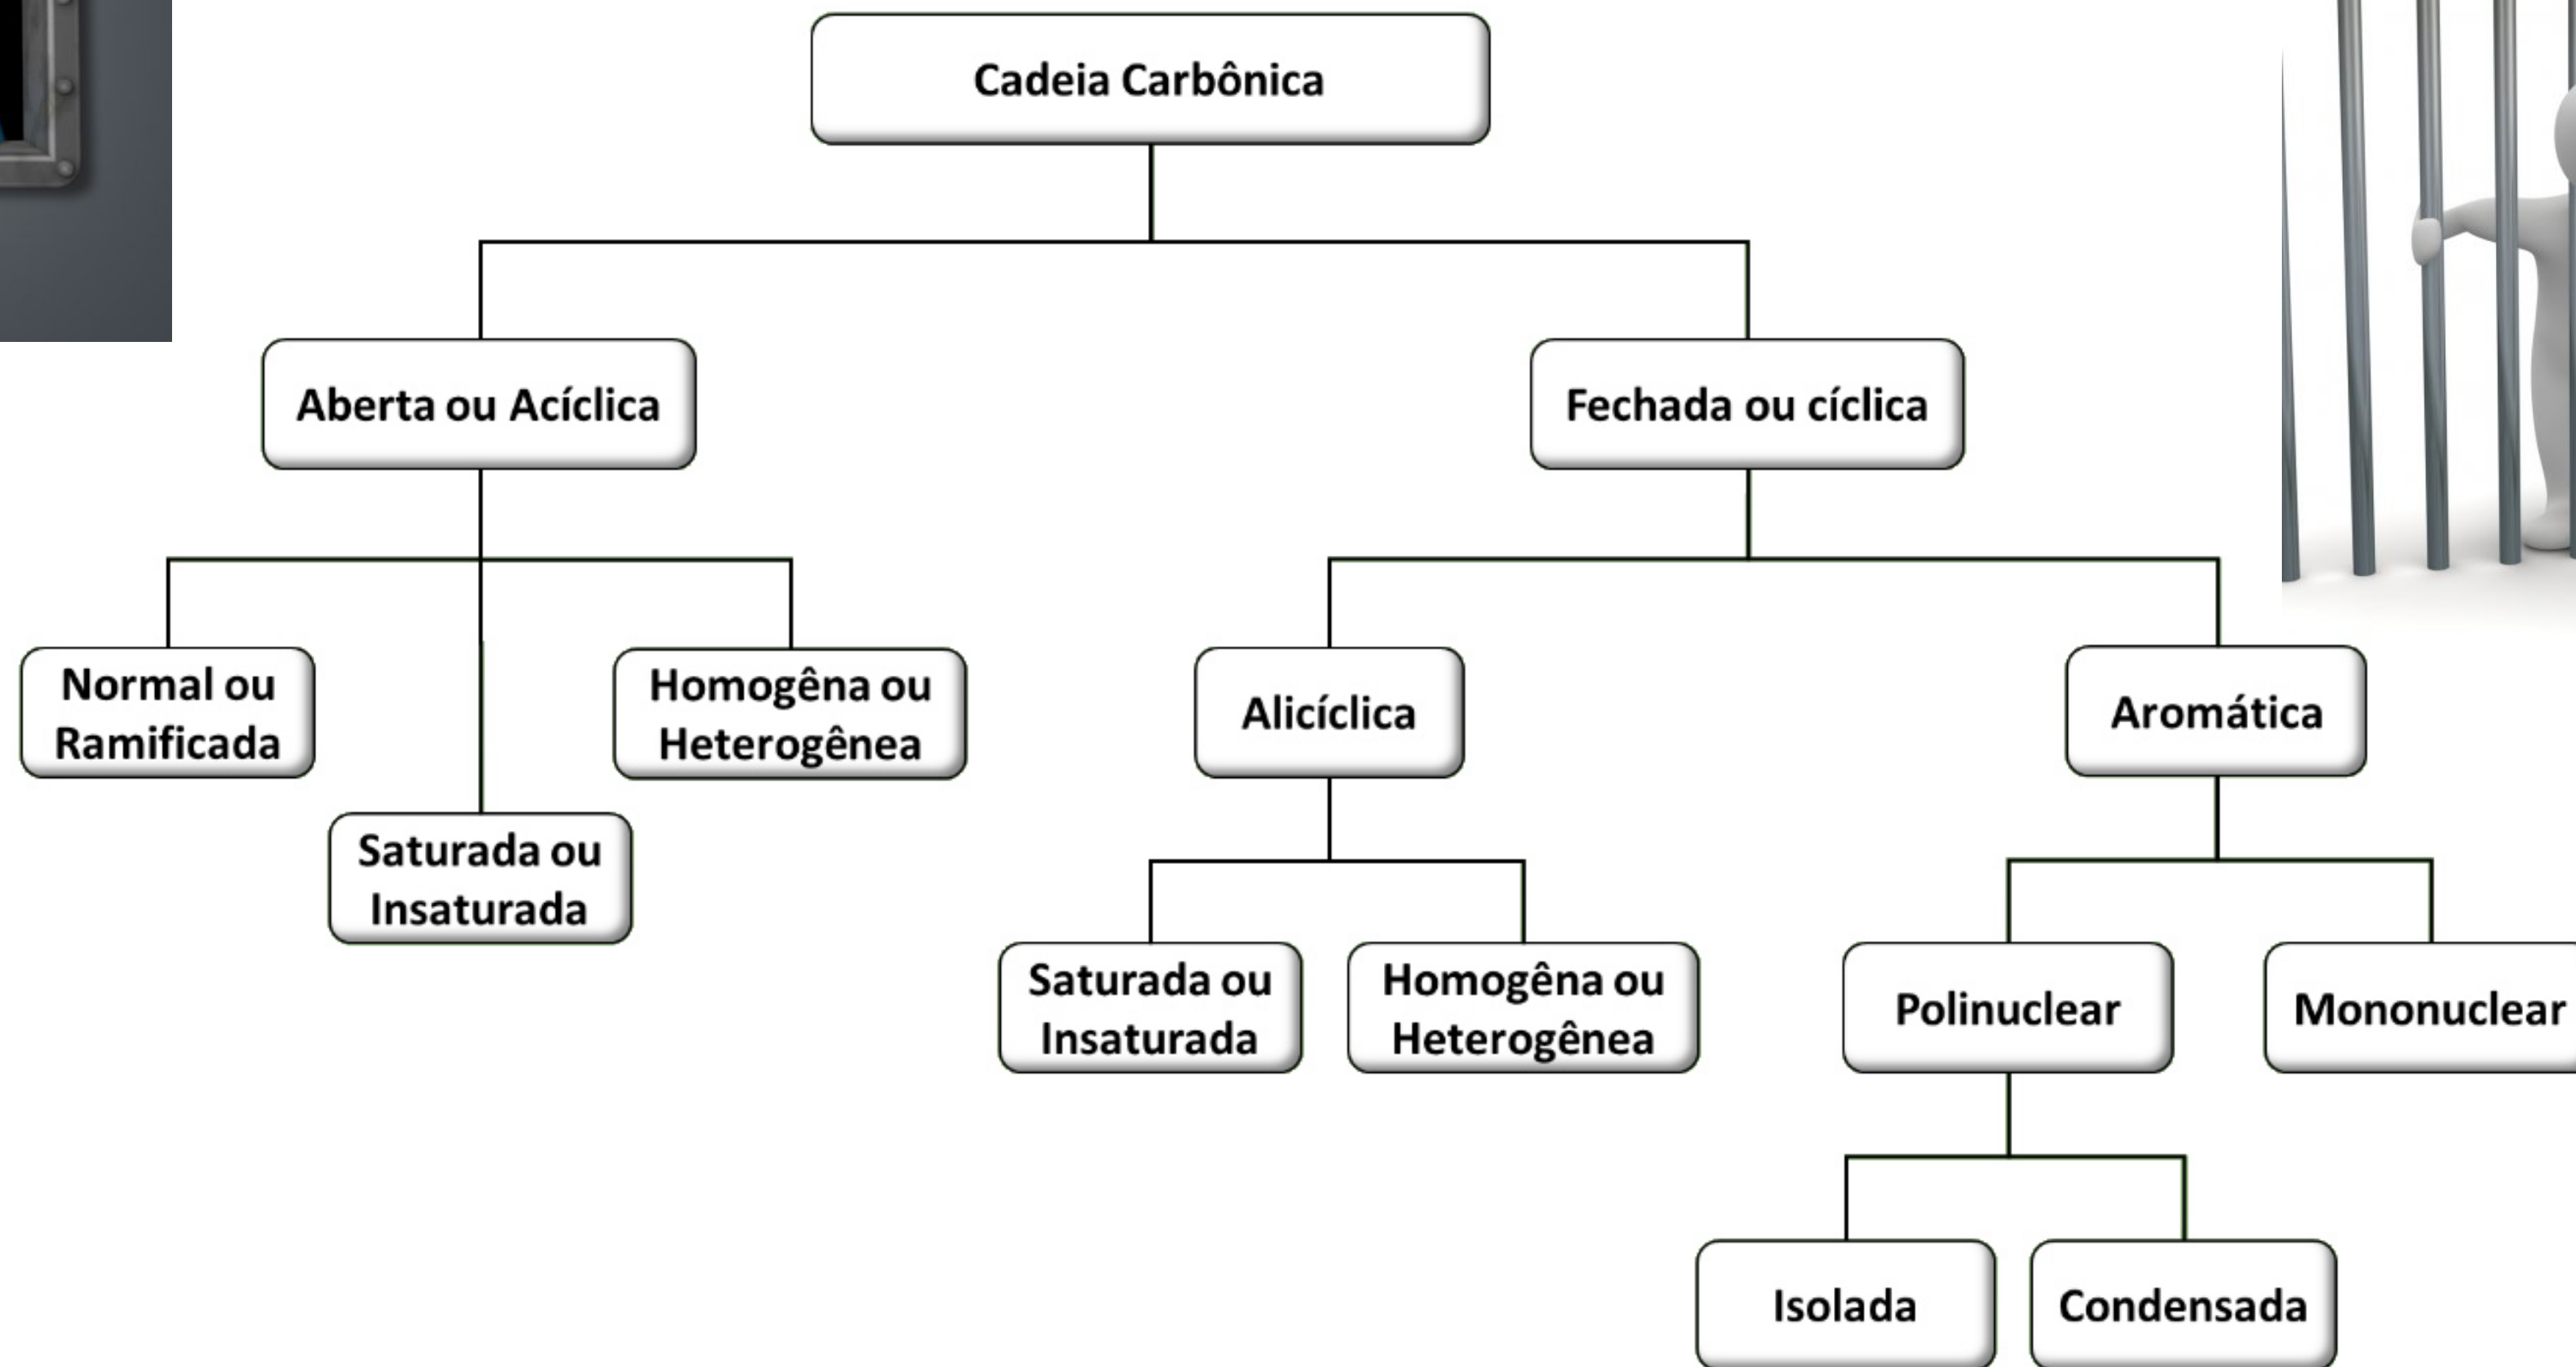 Cadeia Carbônica
Aberta ou Acíclica
Fechada ou cíclica
Normal ou
Ramificada
Homogêna ou
Heterogênea
Alicíclica
Aromática
Saturada ou
Insaturada
Saturada ou
Insaturada
Homogêna ou
Heterogênea
Polinuclear
Mononuclear
Isolada
Condensada